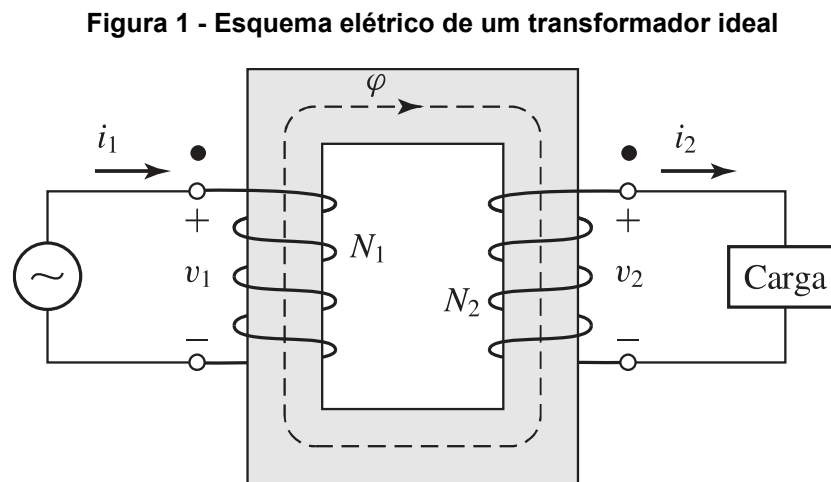 Figura 1 - Esquema elétrico de um transformador ideal
φ
i₁
i₂
+
+
N₁
v₁
v₂
Carga
N₂
−
−